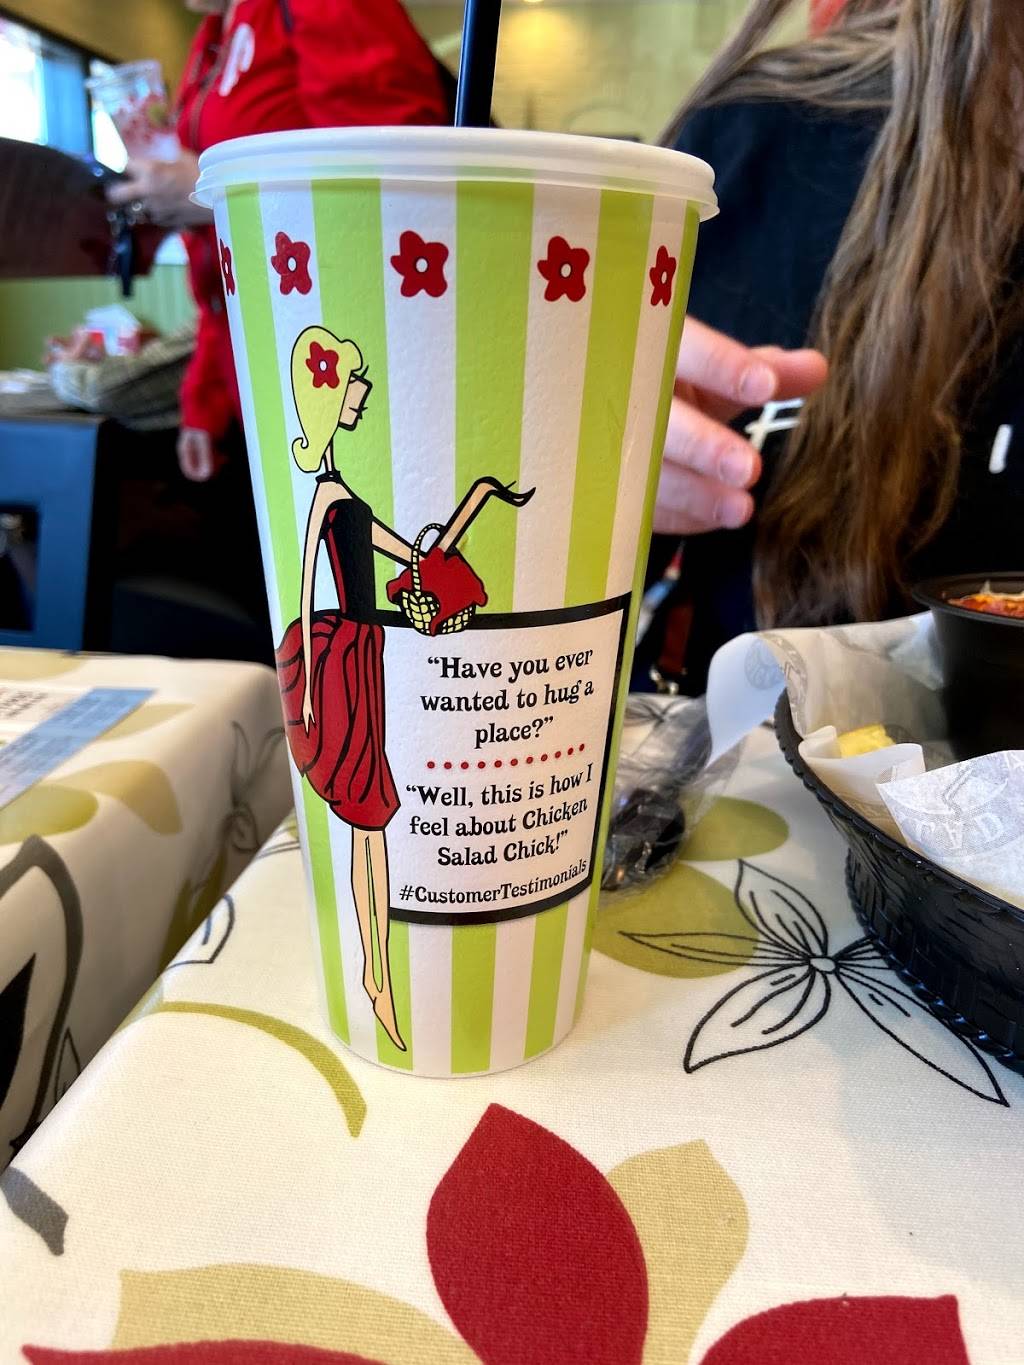 “Have you ever
wanted to hug a
place?”
“Well, this is how I
feel about Chicken
Salad Chick!”
#CustomerTestimonials